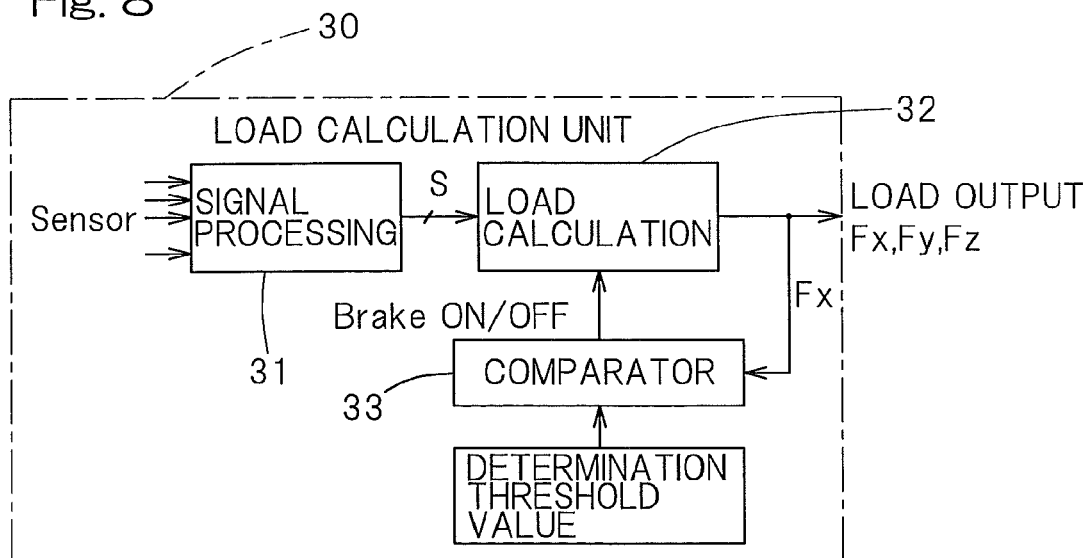 Fig. 8
30
LOAD CALCULATION UNIT
32
Sensor
SIGNAL
PROCESSING
S
LOAD
CALCULATION
LOAD OUTPUT
Fx,Fy,Fz
Fx
Brake ON/OFF
31
33
COMPARATOR
DETERMINATION
THRESHOLD
VALUE